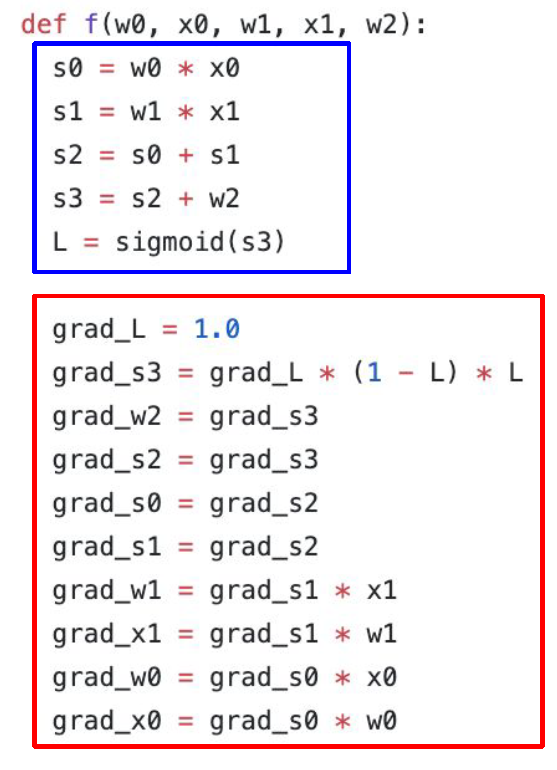 def f(w0, x0, w1, x1, w2):
s0 = w0 * x0
s1 = w1 * x1
s2 = s0 + s1
s3 = s2 + w2
L = sigmoid(s3)
grad_L = 1.0
grad_s3 = grad_L * (1 - L) * L
grad_w2 = grad_s3
grad_s2 = grad_s3
grad_s0 = grad_s2
grad_s1 = grad_s2
grad_w1 = grad_s1 * x1
grad_x1 = grad_s1 * w1
grad_w0 = grad_s0 * x0
grad_x0 = grad_s0 * w0